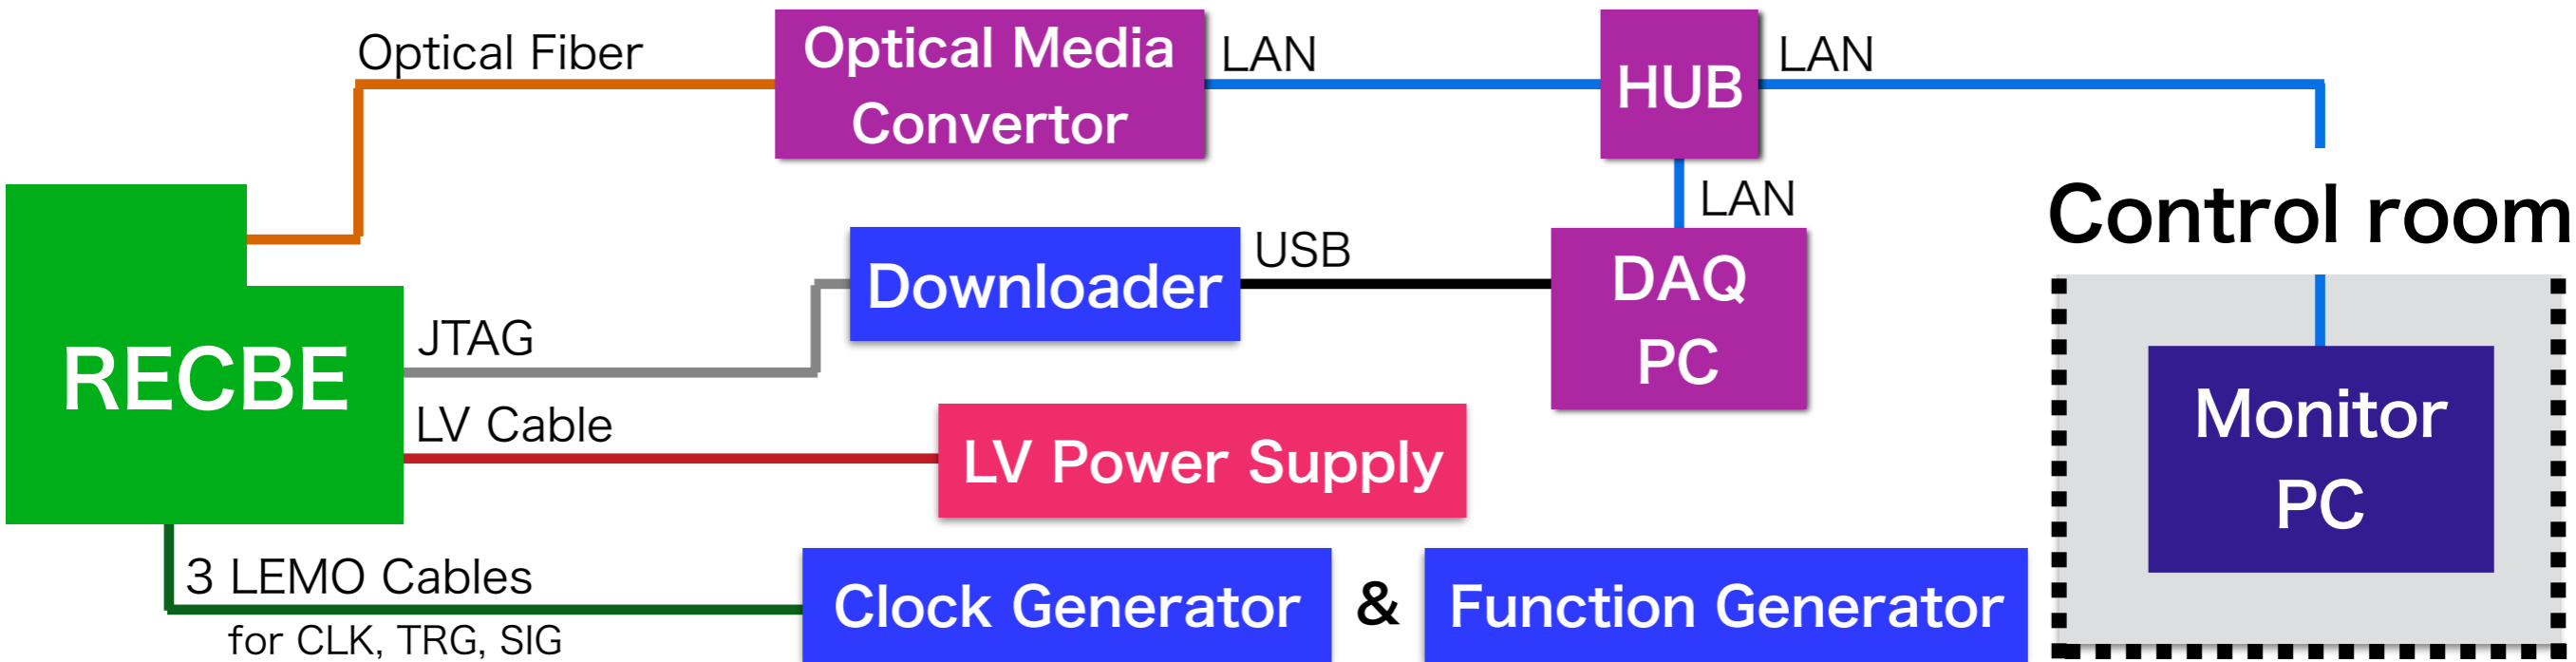 Optical Fiber
Optical Media
Convertor
LAN
HUB
LAN
LAN
Control room
Downloader
USB
DAQ
PC
RECBE
JTAG
LV Cable
LV Power Supply
Monitor
PC
3 LEMO Cables
for CLK, TRG, SIG
Clock Generator & Function Generator